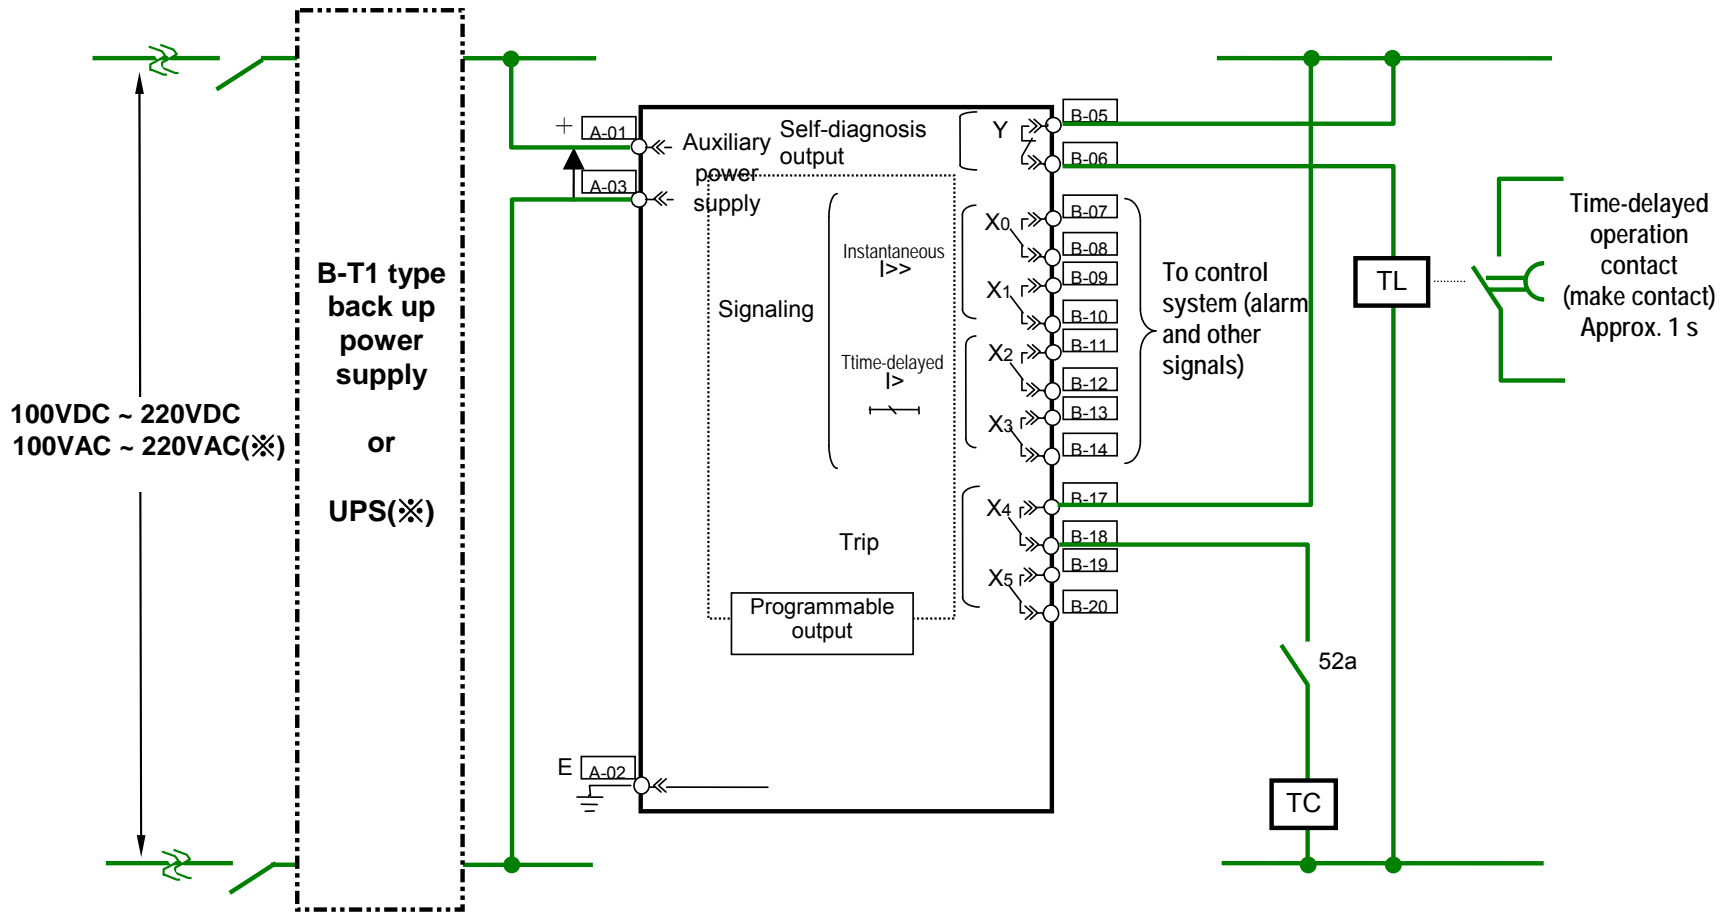 100VDC ~ 220VDC
100VAC ~ 220VAC(※)
B-T1 type
back up
power
supply
or
UPS(※)
+
A-01
A-03
Auxiliary
power
supply
Self-diagnosis
output
Signaling
Instantaneous
I>>
Ttime-delayed
I>
Trip
Programmable
output
E
A-02
Y
X0
X1
X2
X3
X4
X5
B-05
B-06
B-07
B-08
B-09
B-10
B-11
B-12
B-13
B-14
B-17
B-18
B-19
B-20
To control
system (alarm
and other
signals)
TL
Time-delayed
operation
contact
(make contact)
Approx. 1 s
52a
TC